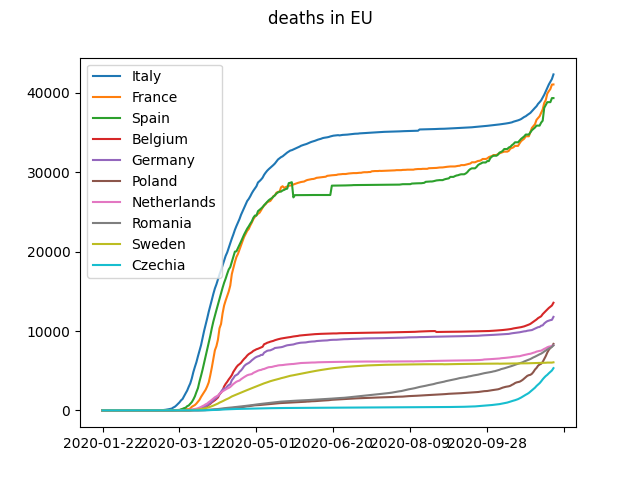 deaths in EU
40000
30000
20000
10000
0
Italy
France
Spain
Belgium
Germany
Poland
Netherlands
Romania
Sweden
Czechia
2020-01-22 2020-03-12 2020-05-01 2020-06-20 2020-08-09 2020-09-28